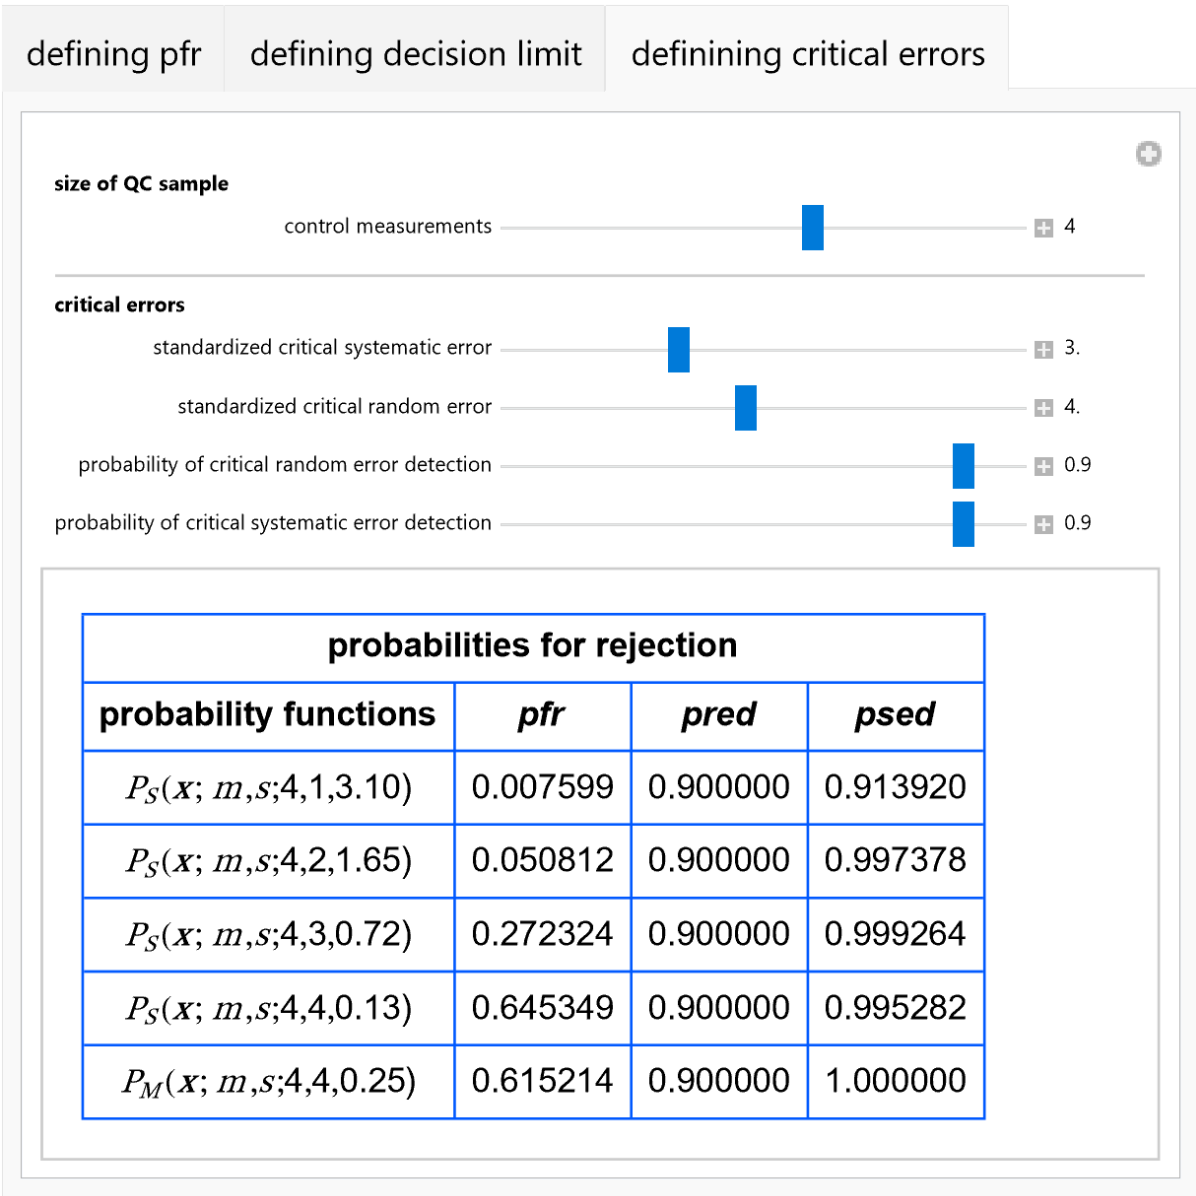 defining pfr defining decision limit definining critical errors
size of QC sample
control measurements 4
critical errors
standardized critical systematic error 3.
standardized critical random error 4.
probability of critical random error detection 0.9
probability of critical systematic error detection 0.9
probabilities for rejection
probability functions pfr pred psed
P_S(x; m,s;4,1,3.10) 0.007599 0.900000 0.913920
P_S(x; m,s;4,2,1.65) 0.050812 0.900000 0.997378
P_S(x; m,s;4,3,0.72) 0.272324 0.900000 0.999264
P_S(x; m,s;4,4,0.13) 0.645349 0.900000 0.995282
P_M(x; m,s;4,4,0.25) 0.615214 0.900000 1.000000